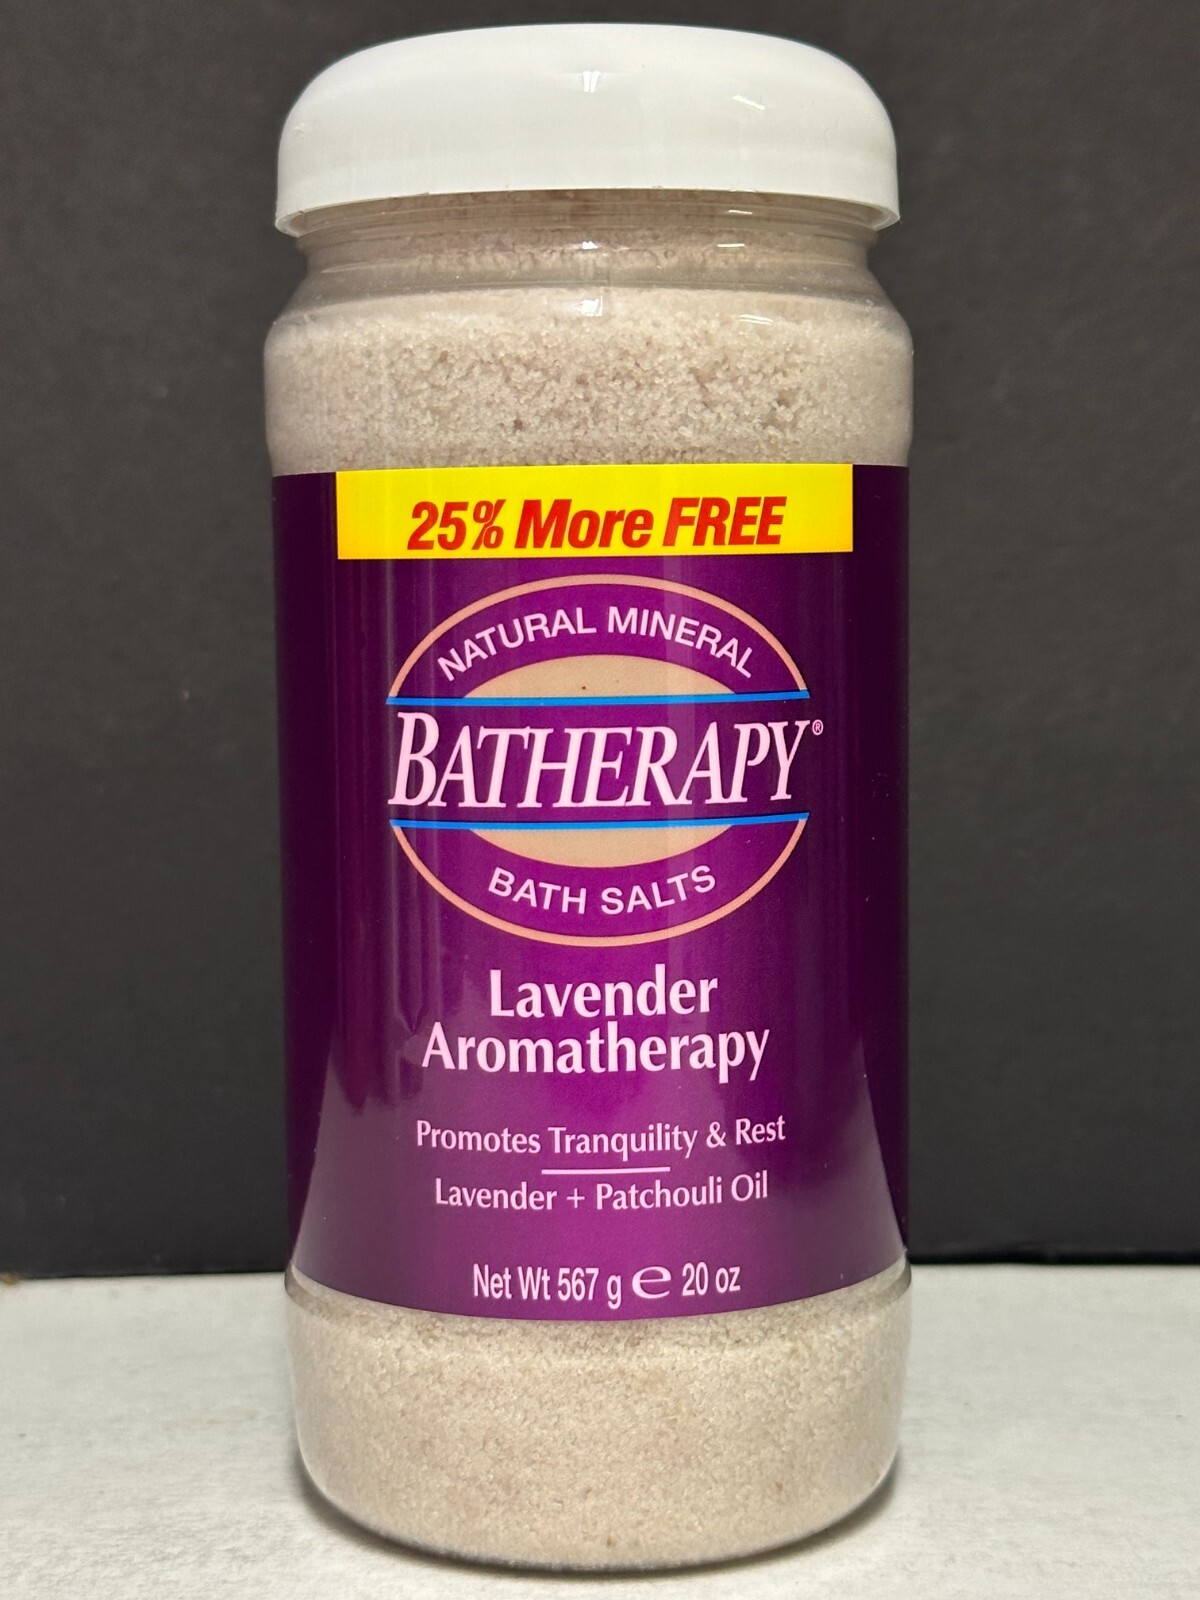 25% More FREE
NATURAL MINERAL
BATHERAPY®
BATH SALTS
Lavender
Aromatherapy
Promotes Tranquility & Rest
Lavender + Patchouli Oil
Net Wt 567 g ℮ 20 oz